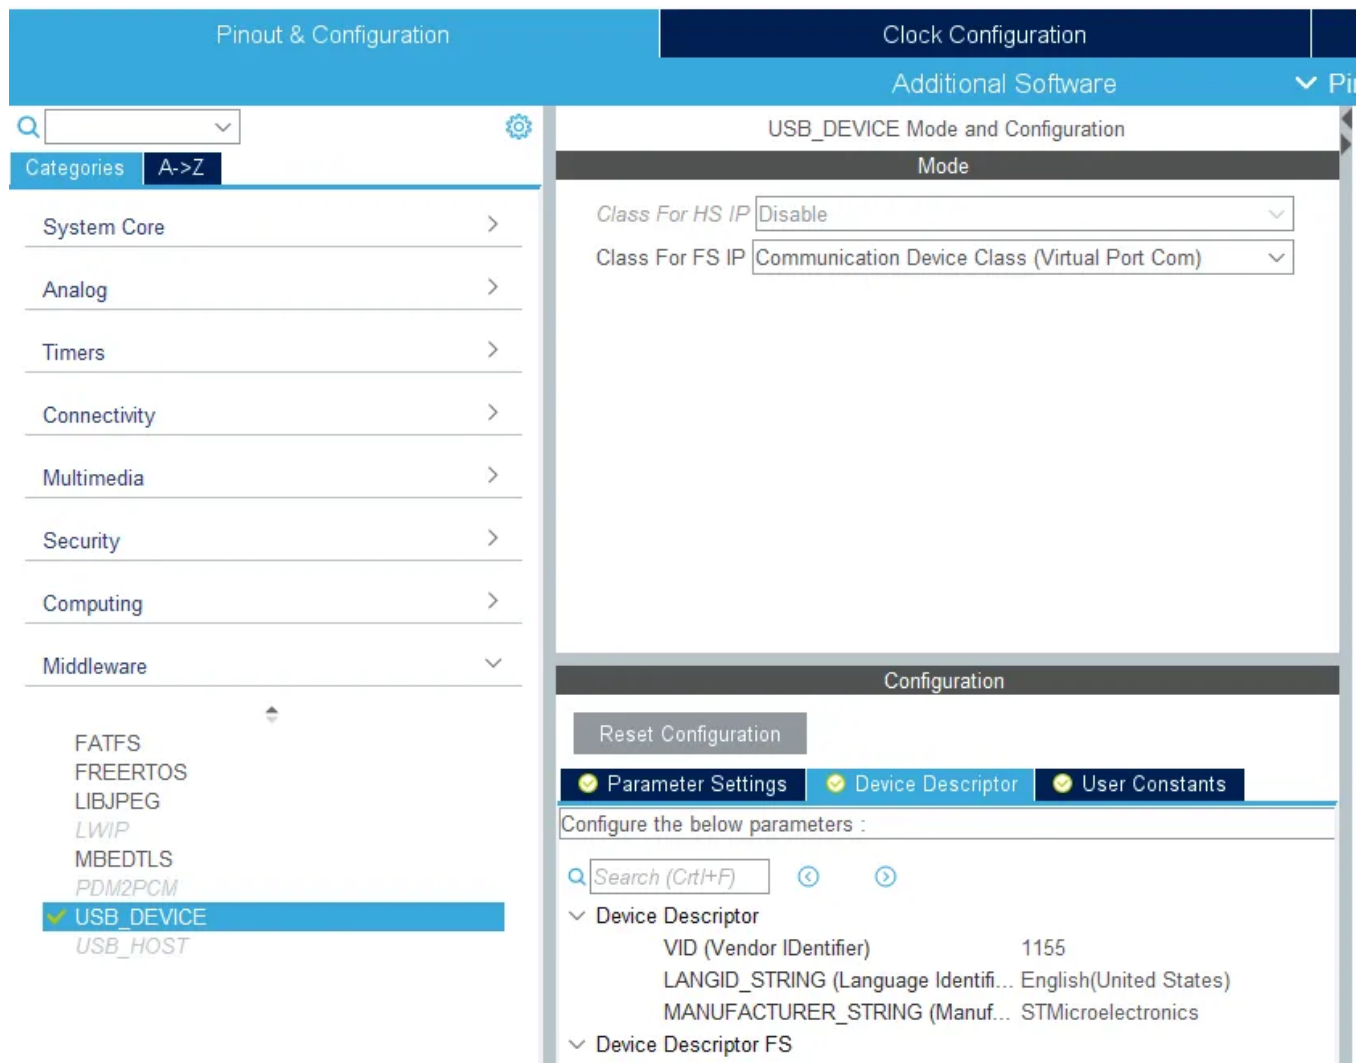 Pinout & Configuration
Clock Configuration
Additional Software
Pi
USB_DEVICE Mode and Configuration
Categories
A->Z
Mode
System Core
Class For HS IP Disable
Class For FS IP Communication Device Class (Virtual Port Com)
Analog
Timers
Connectivity
Multimedia
Security
Computing
Middleware
Configuration
Reset Configuration
FATFS
FREERTOS
LIBJPEG
LWIP
MBEDTLS
PDM2PCM
USB_DEVICE
USB_HOST
Parameter Settings
Device Descriptor
User Constants
Configure the below parameters :
Search (Crtl+F)
Device Descriptor
VID (Vendor IDentifier) 1155
LANGID_STRING (Language Identifi... English(United States)
MANUFACTURER_STRING (Manuf... STMicroelectronics
Device Descriptor FS